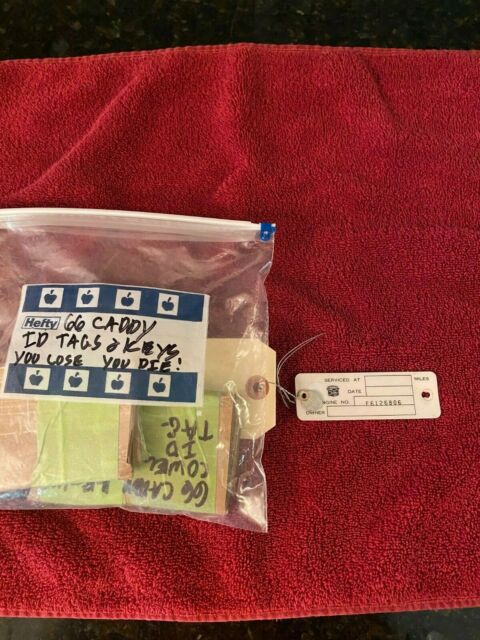 Hefty 66 CADDY
ID TAGS & KEYS
YOU LOSE YOU DIE!
66 CADDY
COWEL
ID
TAG
SERVICED AT MILES
DATE
ENGINE NO. F6126806
OWNER